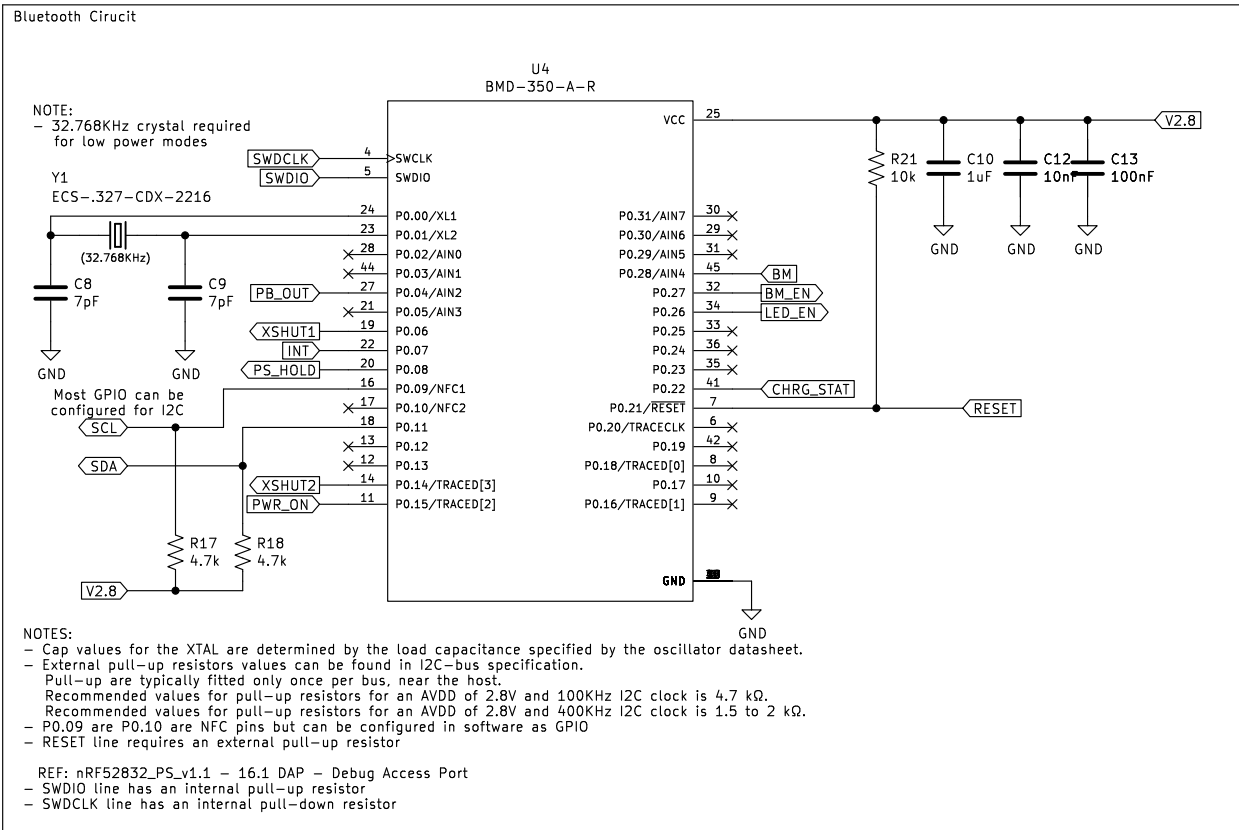 Bluetooth Cirucit
U4
BMD-350-A-R
NOTE:
- 32.768KHz crystal required
for low power modes
Y1
ECS-.327-CDX-2216
(32.768KHz)
C8
7pF
C9
7pF
GND
GND
Most GPIO can be
configured for I2C
SWDCLK
SWDIO
PB_OUT
XSHUT1
INT
PS_HOLD
SCL
SDA
XSHUT2
PWR_ON
R17
4.7k
R18
4.7k
V2.8
4 SWCLK
5 SWDIO
24 P0.00/XL1
23 P0.01/XL2
28 P0.02/AIN0
44 P0.03/AIN1
27 P0.04/AIN2
21 P0.05/AIN3
19 P0.06
22 P0.07
20 P0.08
16 P0.09/NFC1
17 P0.10/NFC2
18 P0.11
13 P0.12
12 P0.13
14 P0.14/TRACED[3]
11 P0.15/TRACED[2]
VCC 25
P0.31/AIN7 30
P0.30/AIN6 29
P0.29/AIN5 31
P0.28/AIN4 45
P0.27 32
P0.26 34
P0.25 33
P0.24 36
P0.23 35
P0.22 41
P0.21/RESET 7
P0.20/TRACECLK 6
P0.19 42
P0.18/TRACED[0] 8
P0.17 10
P0.16/TRACED[1] 9
GND
GND
BM
BM_EN
LED_EN
CHRG_STAT
RESET
V2.8
R21
10k
C10
1uF
C12
10nF
C13
100nF
GND
GND
GND
NOTES:
- Cap values for the XTAL are determined by the load capacitance specified by the oscillator datasheet.
- External pull-up resistors values can be found in I2C-bus specification.
Pull-up are typically fitted only once per bus, near the host.
Recommended values for pull-up resistors for an AVDD of 2.8V and 100KHz I2C clock is 4.7 kΩ.
Recommended values for pull-up resistors for an AVDD of 2.8V and 400KHz I2C clock is 1.5 to 2 kΩ.
- P0.09 are P0.10 are NFC pins but can be configured in software as GPIO
- RESET line requires an external pull-up resistor
REF: nRF52832_PS_v1.1 - 16.1 DAP - Debug Access Port
- SWDIO line has an internal pull-up resistor
- SWDCLK line has an internal pull-down resistor